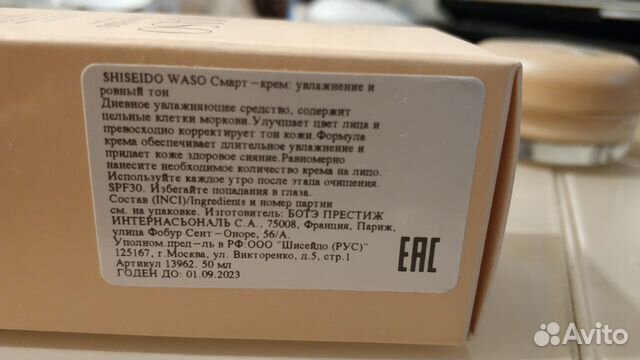 SHISEIDO WASO Смарт-крем: увлажнение и
ровный тон
Дневное увлажняющее средство, содержит
цельные клетки моркови.Улучшает цвет лица и
превосходно корректирует тон кожи.Формула
крема обеспечивает длительное увлажнение и
придает коже здоровое сияние.Равномерно
нанесите необходимое количество крема на лицо.
Используйте каждое утро после этапа очищения.
SPF30. Избегайте попадания в глаза.
Состав (INCI)/Ingredients и номер партии
см. на упаковке. Изготовитель: БОТЭ ПРЕСТИЖ
ИНТЕРНАСЬОНАЛЬ С.А., 75008, Франция, Париж,
улица Фобур Сент-Оноре, 56/А.
Уполном.пред-ль в РФ:ООО "Шисейдо (РУС)"
125167, г.Москва, ул. Викторенко, д.5, стр.1
Артикул 13962. 50 мл
ГОДЕН ДО: 01.09.2023
EAC
Avito